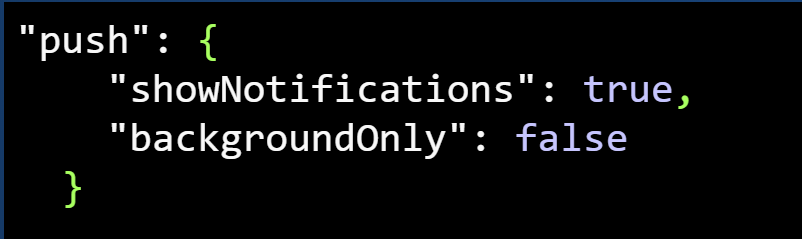 "push": {
    "showNotifications": true,
    "backgroundOnly": false
  }